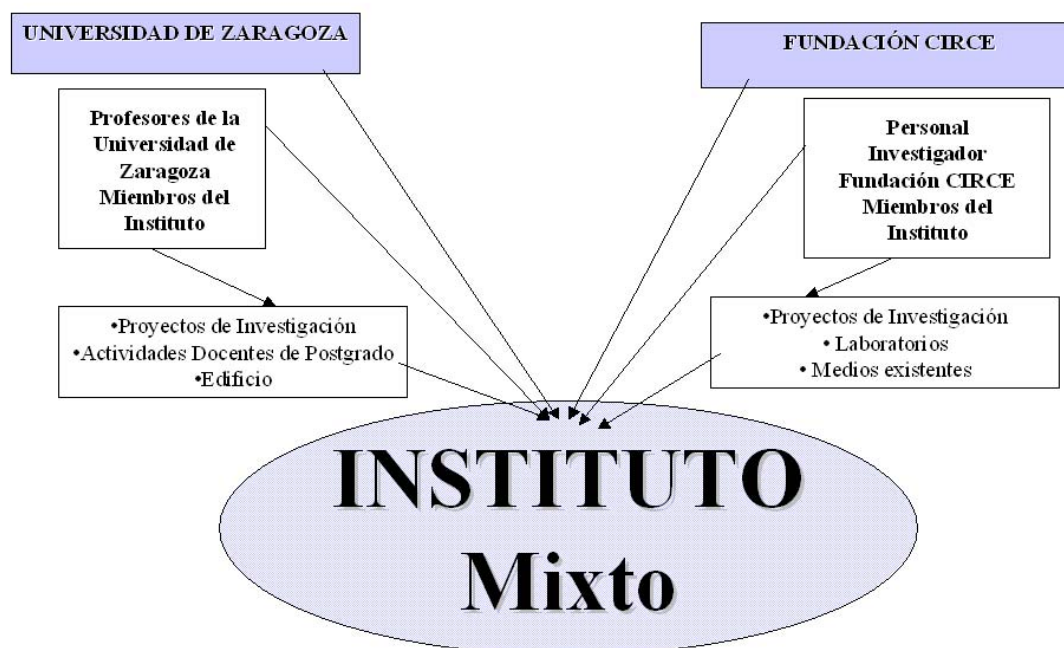 UNIVERSIDAD DE ZARAGOZA
Profesores de la
Universidad de
Zaragoza
Miembros del
Instituto
•Proyectos de Investigación
•Actividades Docentes de Postgrado
•Edificio
FUNDACIÓN CIRCE
Personal
Investigador
Fundación CIRCE
Miembros del
Instituto
•Proyectos de Investigación
• Laboratorios
• Medios existentes
INSTITUTO
Mixto